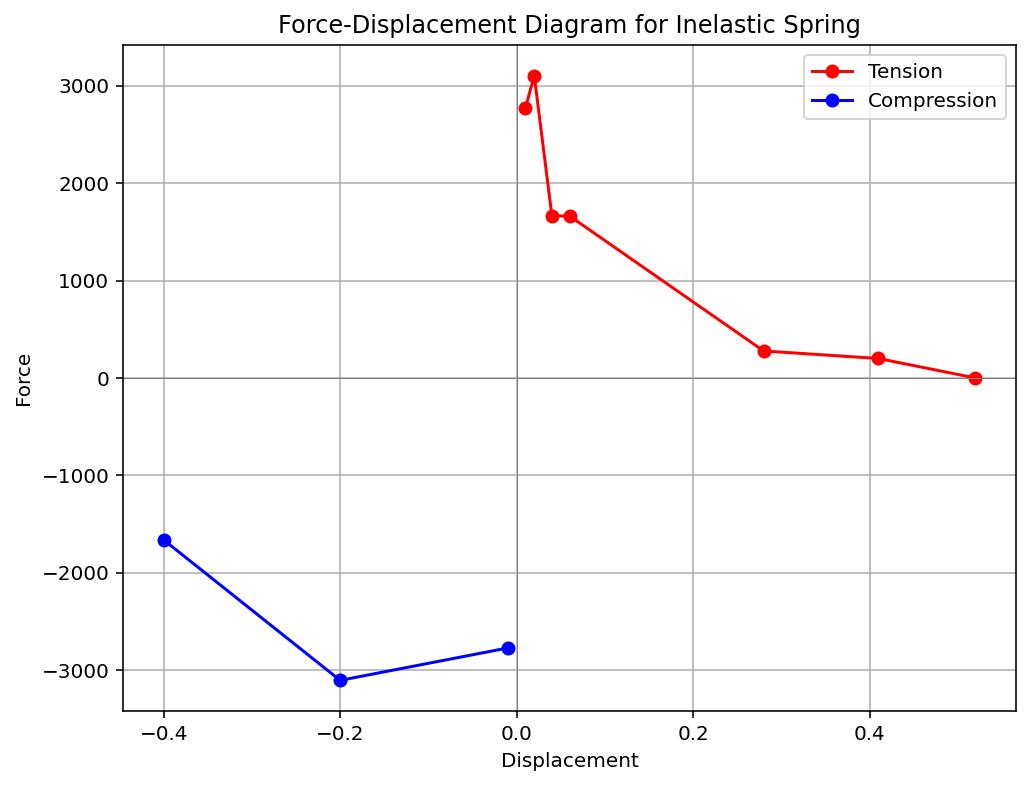 Force-Displacement Diagram for Inelastic Spring
Tension
Compression
3000
2000
1000
0
−1000
−2000
−3000
Force
−0.4
−0.2
0.0
0.2
0.4
Displacement